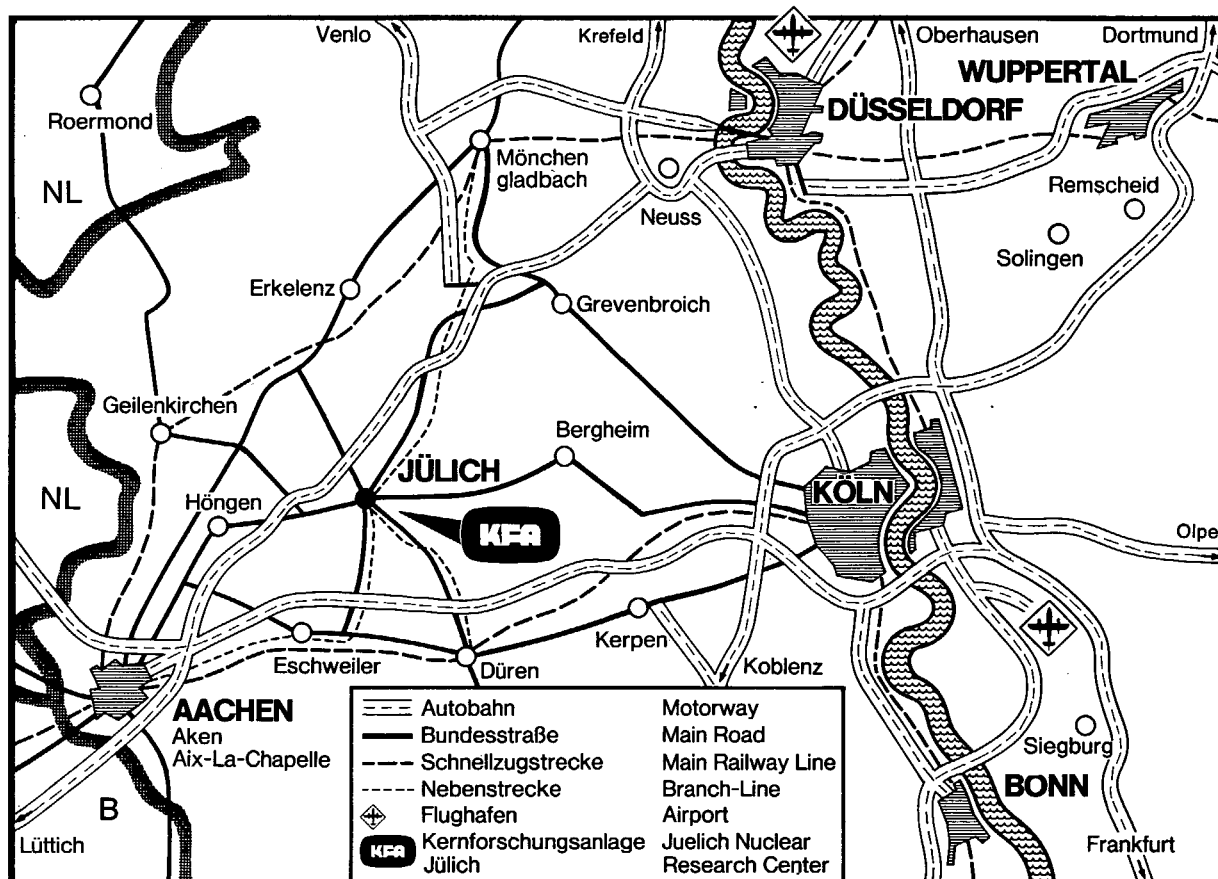 Venlo
Krefeld
Oberhausen
Dortmund
WUPPERTAL
DÜSSELDORF
Roermond
Mönchen
gladbach
NL
Neuss
Remscheid
Solingen
Erkelenz
Grevenbroich
Geilenkirchen
Bergheim
JÜLICH
NL
Höngen
KÖLN
KFA
Olpe
Kerpen
Eschweiler
Düren
Koblenz
AACHEN
Aken
Aix-La-Chapelle
Siegburg
BONN
B
Lüttich
Frankfurt
Autobahn Motorway
Bundesstraße Main Road
Schnellzugstrecke Main Railway Line
Nebenstrecke Branch-Line
Flughafen Airport
KFA Kernforschungsanlage Juelich Nuclear
Jülich Research Center